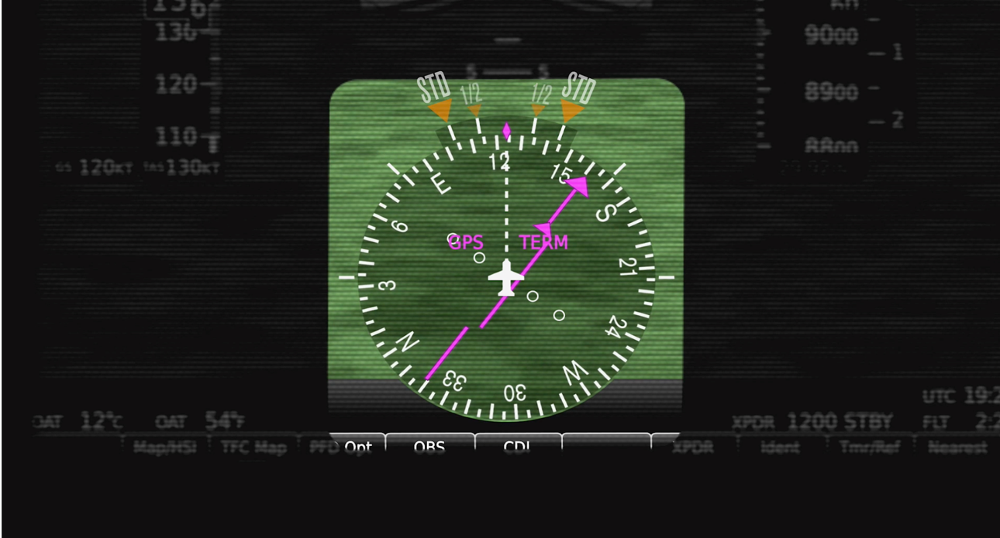 130
120
110
GS 120KT TAS 130KT
9000
8900
1
2
5 5
STD 1/2 1/2 STD
12
15
E
S
6
GPS TERM
21
3
24
N
W
33
30
UTC 19:2
OAT 12°C OAT 54°F
XPDR 1200 STBY FLT 2:2
Map/HSI TFC Map PFD Opt OBS CDI XPDR Ident Tmr/Ref Nearest